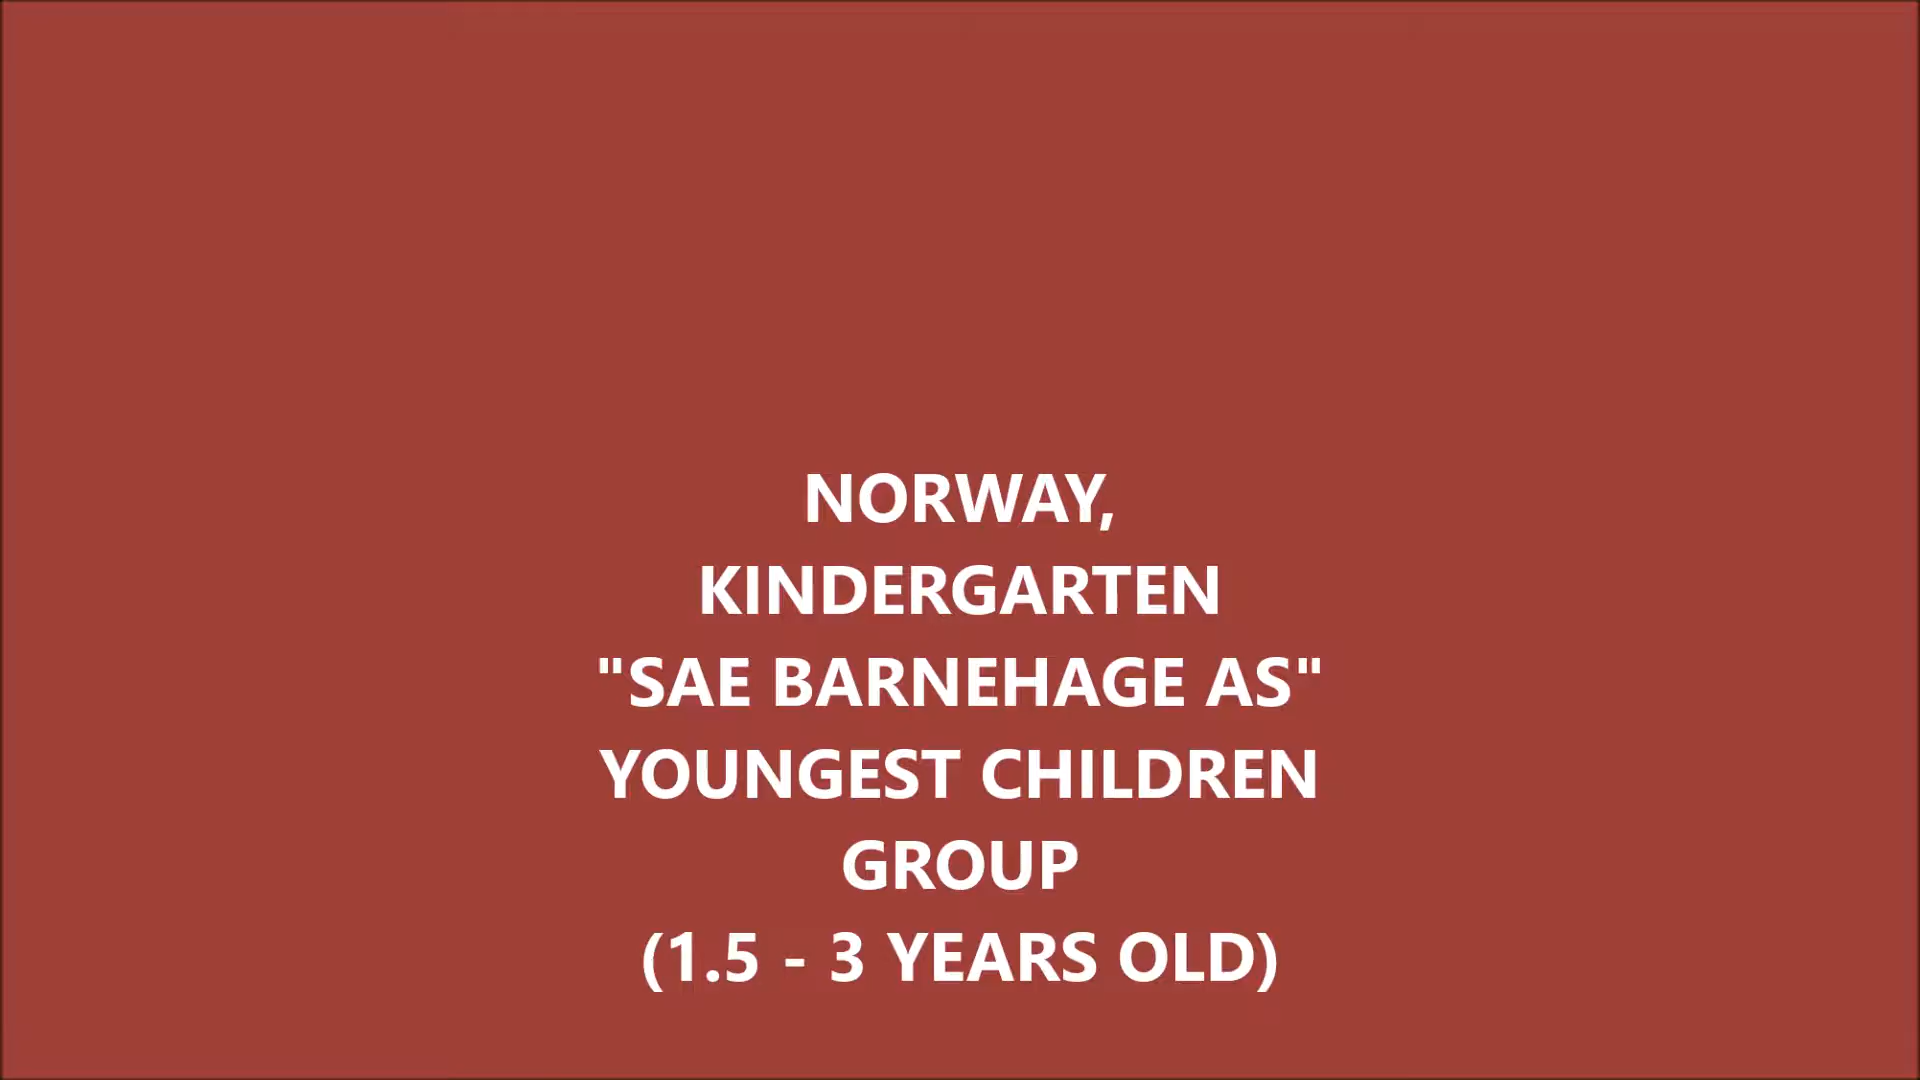 NORWAY,
KINDERGARTEN
"SAE BARNEHAGE AS"
YOUNGEST CHILDREN
GROUP
(1.5 - 3 YEARS OLD)